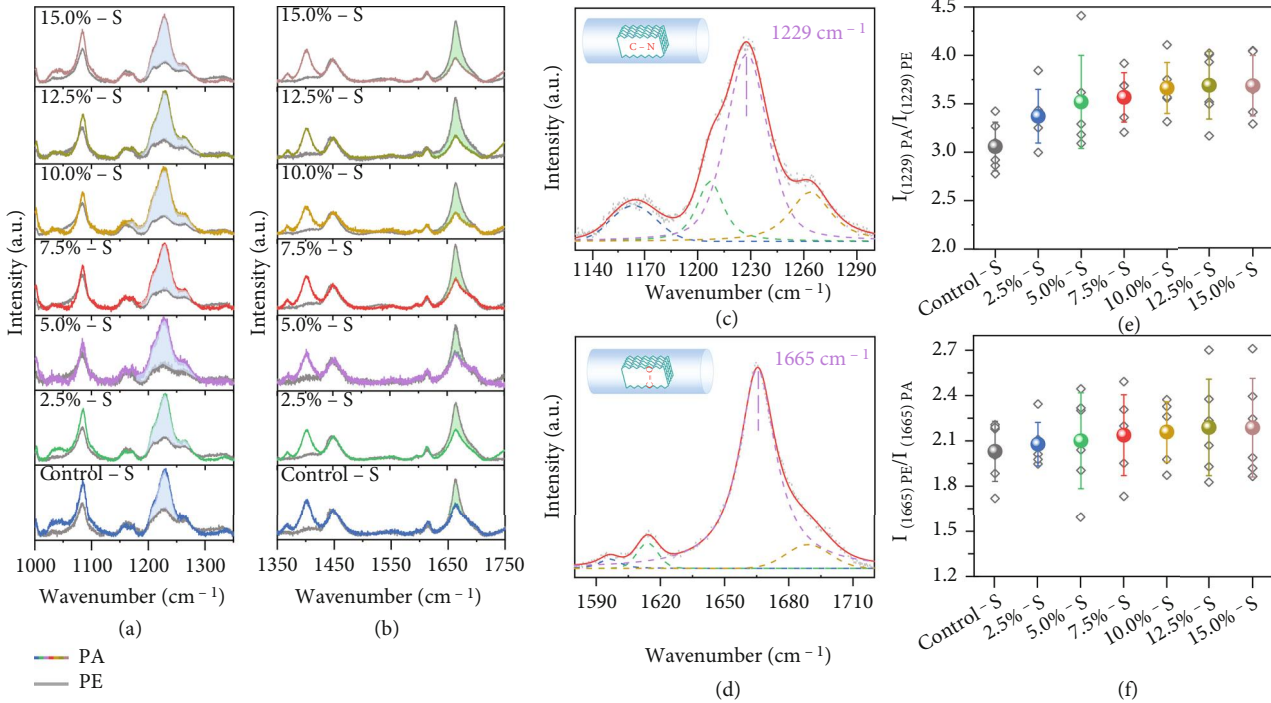 15.0% – S
12.5% – S
10.0% – S
7.5% – S
5.0% – S
2.5% – S
Control – S
Intensity (a.u.)
1000 1100 1200 1300
Wavenumber (cm – 1)
(a)
15.0% – S
12.5% – S
10.0% – S
7.5% – S
5.0% – S
2.5% – S
Control – S
Intensity (a.u.)
1350 1450 1550 1650 1750
Wavenumber (cm – 1)
(b)
PA
PE
C – N
1229 cm – 1
Intensity (a.u.)
1140 1170 1200 1230 1260 1290
Wavenumber (cm – 1)
(c)
1665 cm – 1
Intensity (a.u.)
1590 1620 1650 1680 1710
Wavenumber (cm – 1)
(d)
I(1229) PA/I(1229) PE
4.5
4.0
3.5
3.0
2.5
2.0
Control – S 2.5% – S 5.0% – S 7.5% – S 10.0% – S 12.5% – S 15.0% – S
(e)
I (1665) PE/I (1665) PA
2.7
2.4
2.1
1.8
1.5
1.2
Control – S 2.5% – S 5.0% – S 7.5% – S 10.0% – S 12.5% – S 15.0% – S
(f)